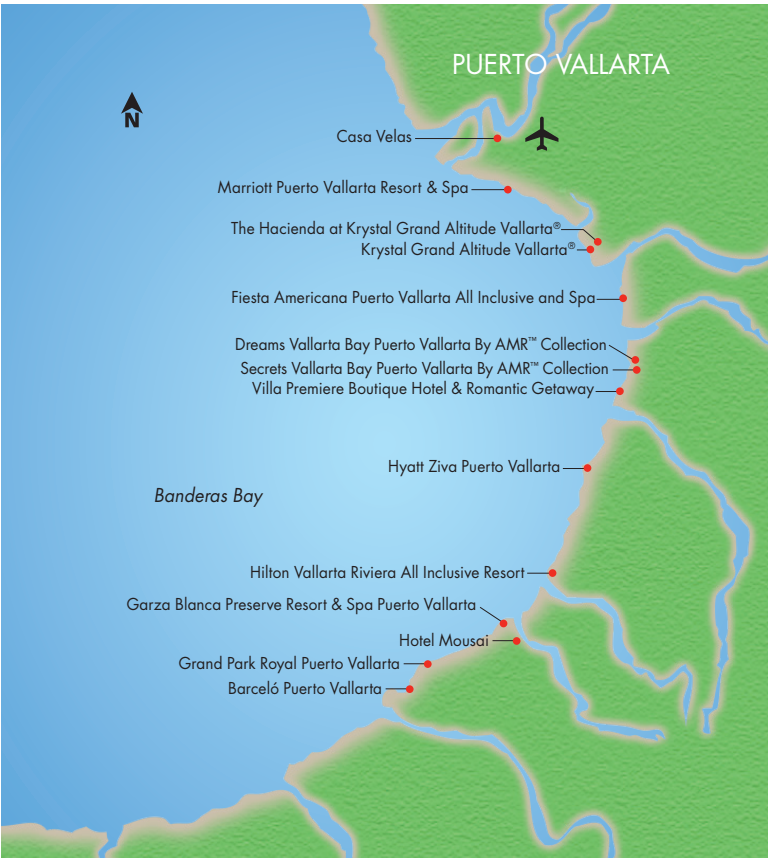 PUERTO VALLARTA
N
Casa Velas
Marriott Puerto Vallarta Resort & Spa
The Hacienda at Krystal Grand Altitude Vallarta®
Krystal Grand Altitude Vallarta®
Fiesta Americana Puerto Vallarta All Inclusive and Spa
Dreams Vallarta Bay Puerto Vallarta By AMR™ Collection
Secrets Vallarta Bay Puerto Vallarta By AMR™ Collection
Villa Premiere Boutique Hotel & Romantic Getaway
Hyatt Ziva Puerto Vallarta
Banderas Bay
Hilton Vallarta Riviera All Inclusive Resort
Garza Blanca Preserve Resort & Spa Puerto Vallarta
Hotel Mousai
Grand Park Royal Puerto Vallarta
Barceló Puerto Vallarta